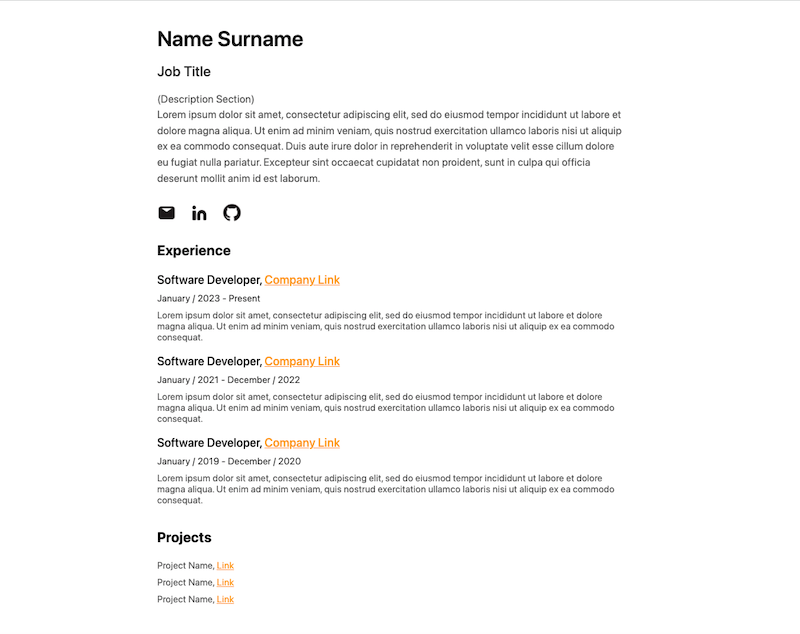 Name Surname
Job Title
(Description Section)
Lorem ipsum dolor sit amet, consectetur adipiscing elit, sed do eiusmod tempor incididunt ut labore et
dolore magna aliqua. Ut enim ad minim veniam, quis nostrud exercitation ullamco laboris nisi ut aliquip
ex ea commodo consequat. Duis aute irure dolor in reprehenderit in voluptate velit esse cillum dolore
eu fugiat nulla pariatur. Excepteur sint occaecat cupidatat non proident, sunt in culpa qui officia
deserunt mollit anim id est laborum.
in
Experience
Software Developer, Company Link
January / 2023 - Present
Lorem ipsum dolor sit amet, consectetur adipiscing elit, sed do eiusmod tempor incididunt ut labore et dolore
magna aliqua. Ut enim ad minim veniam, quis nostrud exercitation ullamco laboris nisi ut aliquip ex ea commodo
consequat.
Software Developer, Company Link
January / 2021 - December / 2022
Lorem ipsum dolor sit amet, consectetur adipiscing elit, sed do eiusmod tempor incididunt ut labore et dolore
magna aliqua. Ut enim ad minim veniam, quis nostrud exercitation ullamco laboris nisi ut aliquip ex ea commodo
consequat.
Software Developer, Company Link
January / 2019 - December / 2020
Lorem ipsum dolor sit amet, consectetur adipiscing elit, sed do eiusmod tempor incididunt ut labore et dolore
magna aliqua. Ut enim ad minim veniam, quis nostrud exercitation ullamco laboris nisi ut aliquip ex ea commodo
consequat.
Projects
Project Name, Link
Project Name, Link
Project Name, Link